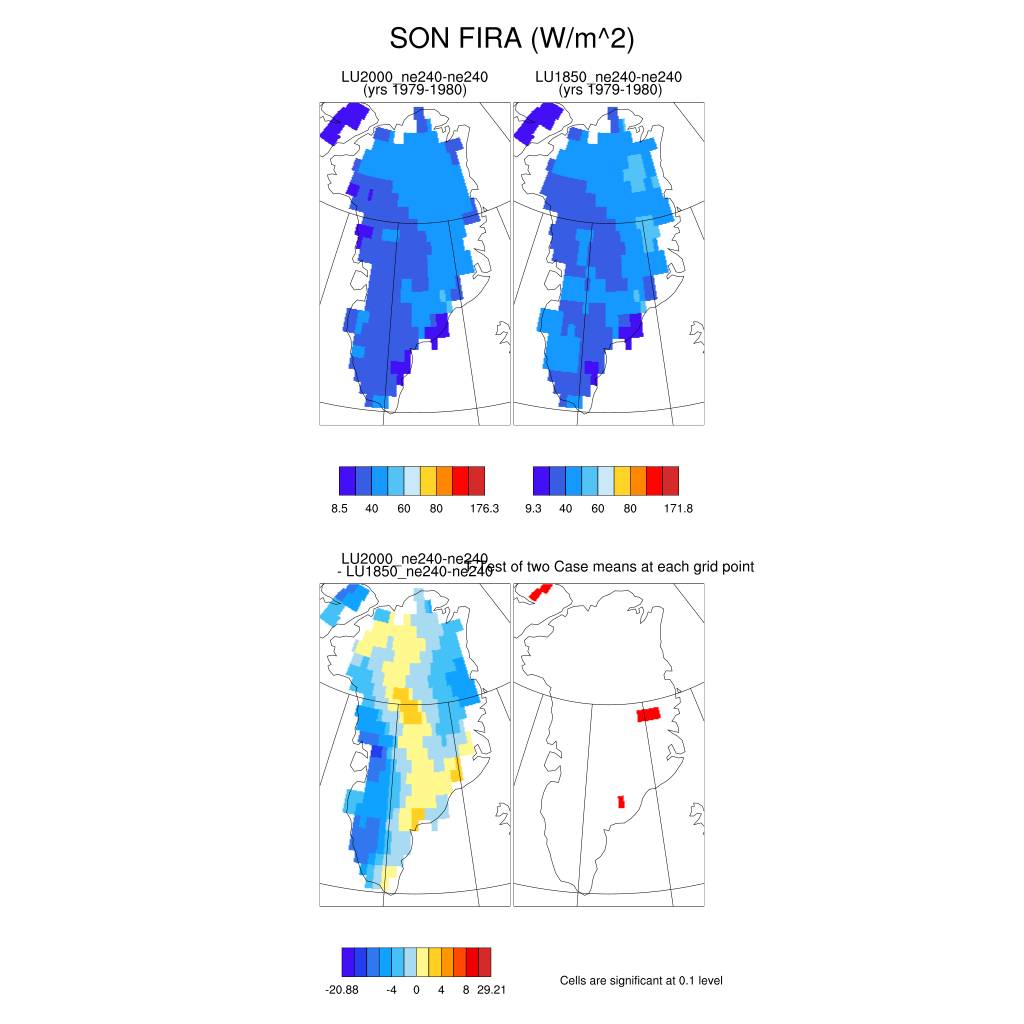 SON FIRA (W/m^2)
LU2000_ne240-ne240
(yrs 1979-1980)
LU1850_ne240-ne240
(yrs 1979-1980)
8.5 40 60 80 176.3
9.3 40 60 80 171.8
LU2000_ne240-ne240
- LU1850_ne240-ne240
T-Test of two Case means at each grid point
-20.88 -4 0 4 8 29.21
Cells are significant at 0.1 level